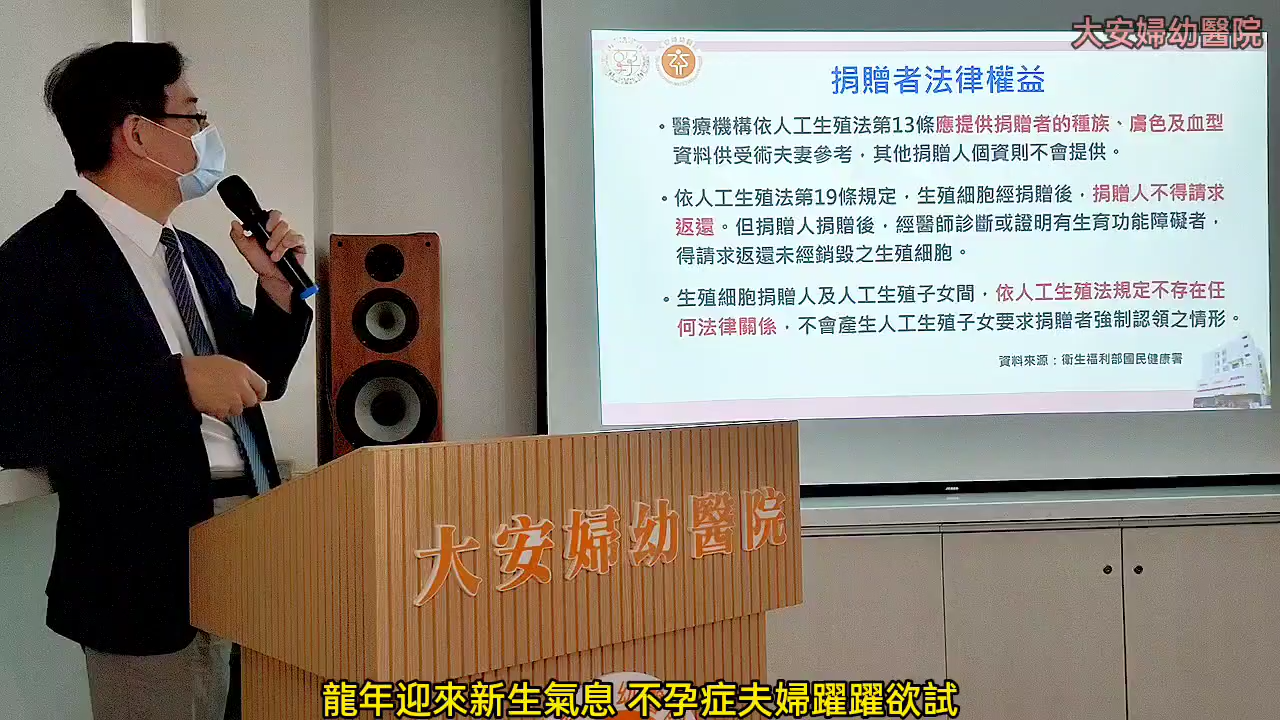 大安婦幼醫院
捐贈者法律權益
•醫療機構依人工生殖法第13條應提供捐贈者的種族、膚色及血型
資料供受術夫妻參考，其他捐贈人個資則不會提供。
•依人工生殖法第19條規定，生殖細胞經捐贈後，捐贈人不得請求
返還。但捐贈人捐贈後，經醫師診斷或證明有生育功能障礙者，
得請求返還未經銷毀之生殖細胞。
•生殖細胞捐贈人及人工生殖子女間，依人工生殖法規定不存在任
何法律關係，不會產生人工生殖子女要求捐贈者強制認領之情形。
資料來源：衛生福利部國民健康署
大安婦幼醫院
龍年迎來新生氣息 不孕症夫婦躍躍欲試